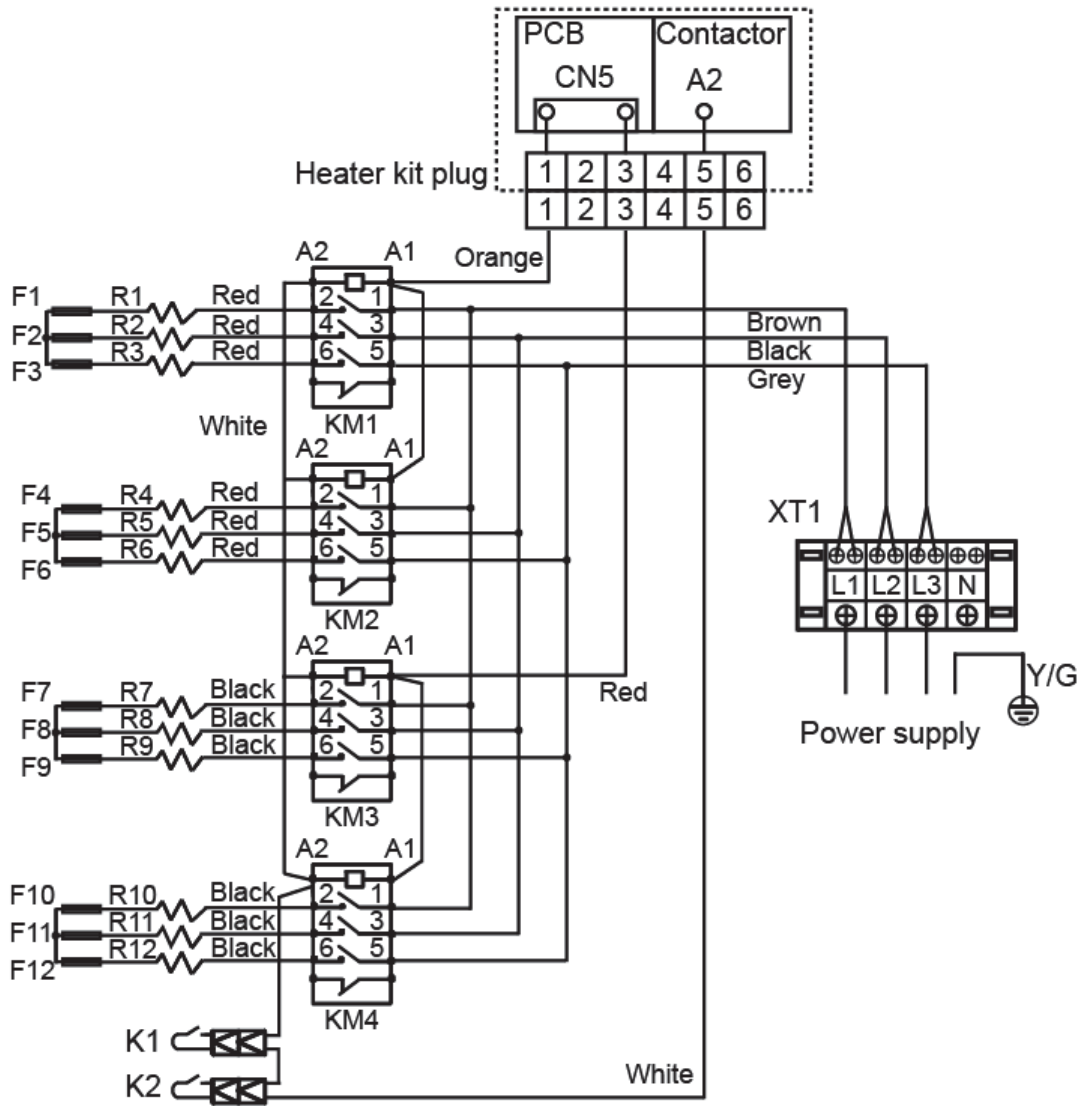 PCB Contactor
CN5 A2
Heater kit plug
1 2 3 4 5 6
1 2 3 4 5 6
Orange
A2 A1
F1 R1 Red 2 1
F2 R2 Red 4 3
F3 R3 Red 6 5
Brown
Black
Grey
KM1
White
A2 A1
F4 R4 Red 2 1
F5 R5 Red 4 3
F6 R6 Red 6 5
KM2
XT1
L1 L2 L3 N
Y/G
Power supply
A2 A1
Red
F7 R7 Black 2 1
F8 R8 Black 4 3
F9 R9 Black 6 5
KM3
A2 A1
F10 R10 Black 2 1
F11 R11 Black 4 3
F12 R12 Black 6 5
KM4
K1
K2
White